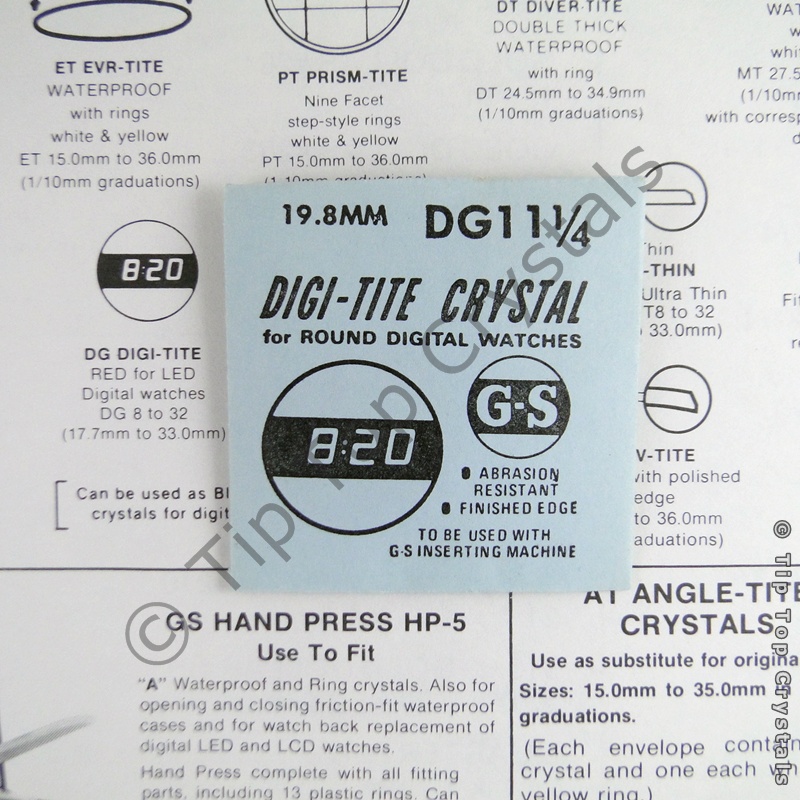 ET EVR-TITE
WATERPROOF
with rings
white & yellow
ET 15.0mm to 36.0mm
(1/10mm graduations)
PT PRISM-TITE
Nine Facet
step-style rings
white & yellow
PT 15.0mm to 36.0mm
(1/10mm graduations)
DT DIVER-TITE
DOUBLE THICK
WATERPROOF
with ring
DT 24.5mm to 34.9mm
(1/10mm graduations)
WAT
w
whi
MT 27.5
(1/10m
with corresp
d
19.8MM DG11¼
DIGI-TITE CRYSTAL
for ROUND DIGITAL WATCHES
8:20
G-S
ABRASION
RESISTANT
FINISHED EDGE
TO BE USED WITH
G-S INSERTING MACHINE
8:20
DG DIGI-TITE
RED for LED
Digital watches
DG 8 to 32
(17.7mm to 33.0mm)
Can be used as Bl
crystals for digit
hin
-THIN
Ultra Thin
T8 to 32
33.0mm)
Fit
V-TITE
with polished
edge
to 36.0mm
uations)
GS HAND PRESS HP-5
Use To Fit
"A" Waterproof and Ring crystals. Also for
opening and closing friction-fit waterproof
cases and for watch back replacement of
digital LED and LCD watches.
Hand Press complete with all fitting
parts, including 13 plastic rings. Can
AT ANGLE-TITE
CRYSTALS
Use as substitute for origina
Sizes: 15.0mm to 35.0mm
graduations.
(Each envelope contain
crystal and one each wh
yellow ring.)
© Tip Top Crystals
© Tip Top Crystals